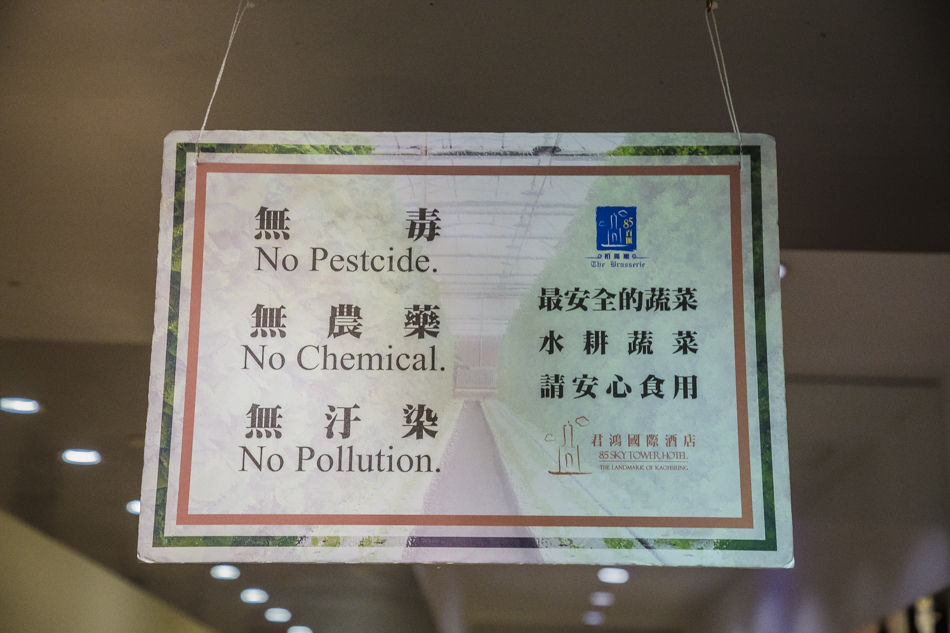 無 毒
No Pestcide.
無 農 藥
No Chemical.
無 汙 染
No Pollution.
85
The Brasserie
最安全的蔬菜
水 耕 蔬 菜
請安心食用
君鴻國際酒店
85 SKY TOWER HOTEL
THE LANDMARK OF KAOHSIUNG